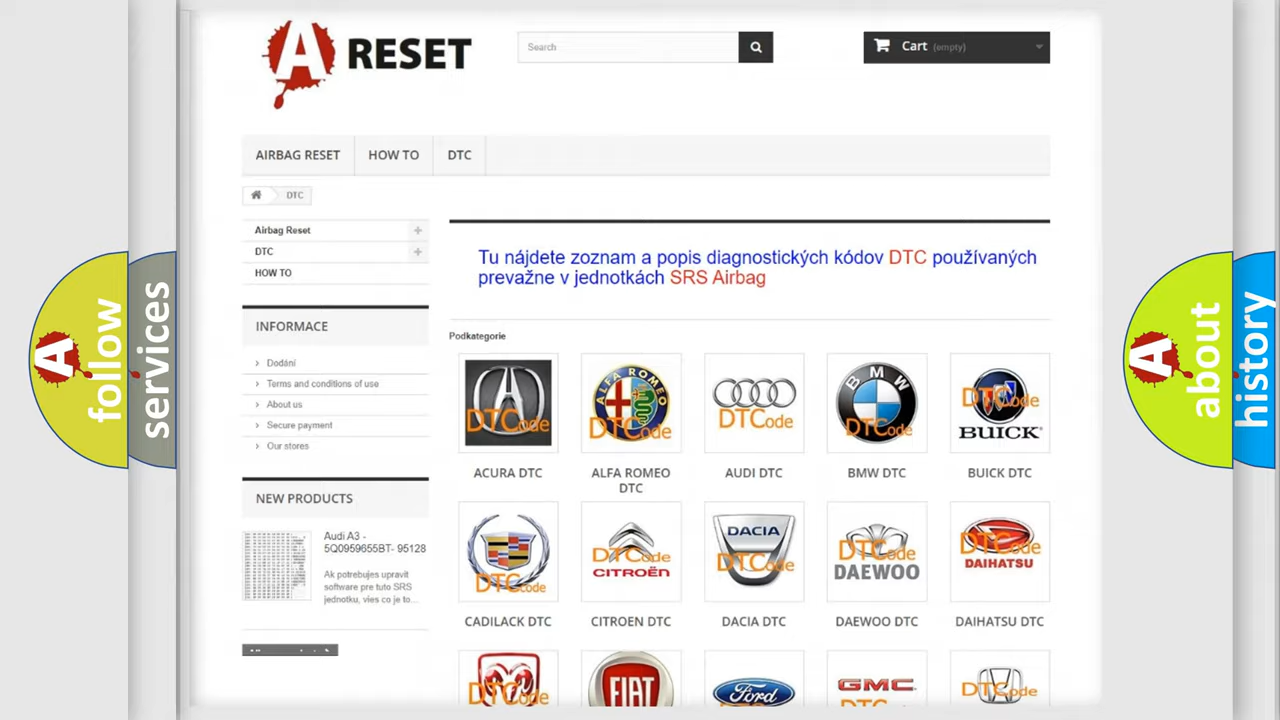 A RESET
Search
Cart (empty)
AIRBAG RESET
HOW TO
DTC
DTC
Airbag Reset
DTC
HOW TO
INFORMACE
Dodání
Terms and conditions of use
About us
Secure payment
Our stores
NEW PRODUCTS
Audi A3 -
5Q0959655BT- 95128
Ak potrebujes upravit
software pre tuto SRS
jednotku, vies co je to...
Tu nájdete zoznam a popis diagnostických kódov DTC používaných
prevažne v jednotkách SRS Airbag
Podkategorie
DTCode
ALFA ROMEO
DTCode
DTCode
BMW
DTCode
DTCode
BUICK
ACURA DTC
ALFA ROMEO
DTC
AUDI DTC
BMW DTC
BUICK DTC
DTCode
DTCode
CITROËN
DACIA
DTCode
DTCode
DAEWOO
DTCode
DAIHATSU
CADILACK DTC
CITROEN DTC
DACIA DTC
DAEWOO DTC
DAIHATSU DTC
DTCode
FIAT
Ford
GMC
DTCode
A follow
services
A about
history